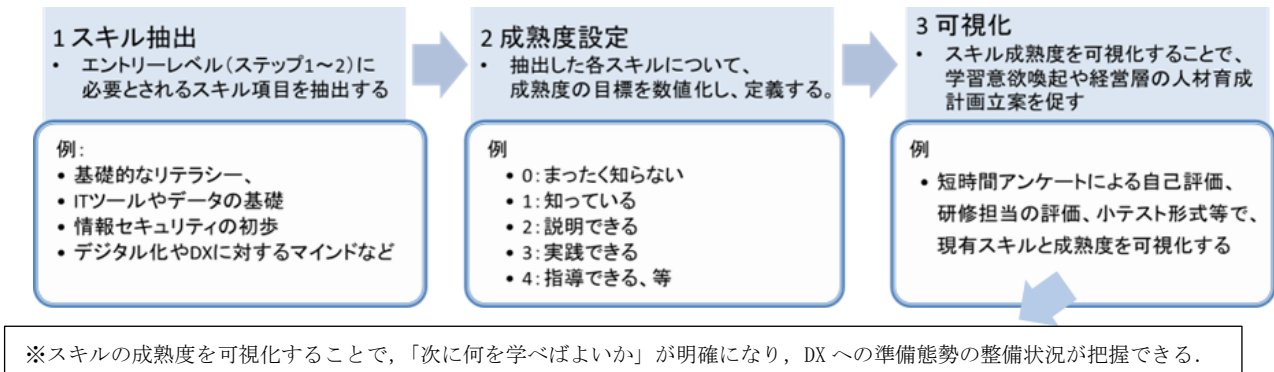 1 スキル抽出
• エントリーレベル(ステップ1～2)に
必要とされるスキル項目を抽出する
例:
• 基礎的なリテラシー、
• ITツールやデータの基礎
• 情報セキュリティの初歩
• デジタル化やDXに対するマインドなど
2 成熟度設定
• 抽出した各スキルについて、
成熟度の目標を数値化し、定義する。
例
• 0:まったく知らない
• 1:知っている
• 2:説明できる
• 3:実践できる
• 4:指導できる、等
3 可視化
• スキル成熟度を可視化することで、
学習意欲喚起や経営層の人材育成
計画立案を促す
例
• 短時間アンケートによる自己評価、
研修担当の評価、小テスト形式等で、
現有スキルと成熟度を可視化する
※スキルの成熟度を可視化することで,「次に何を学べばよいか」が明確になり, DX への準備態勢の整備状況が把握できる.